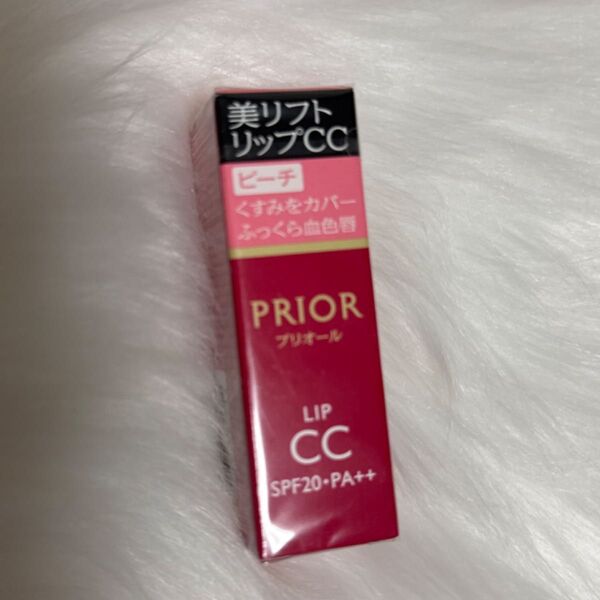 美リフト
リップCC
ピーチ
くすみをカバー
ふっくら血色唇
PRIOR
プリオール
LIP
CC
SPF20・PA++